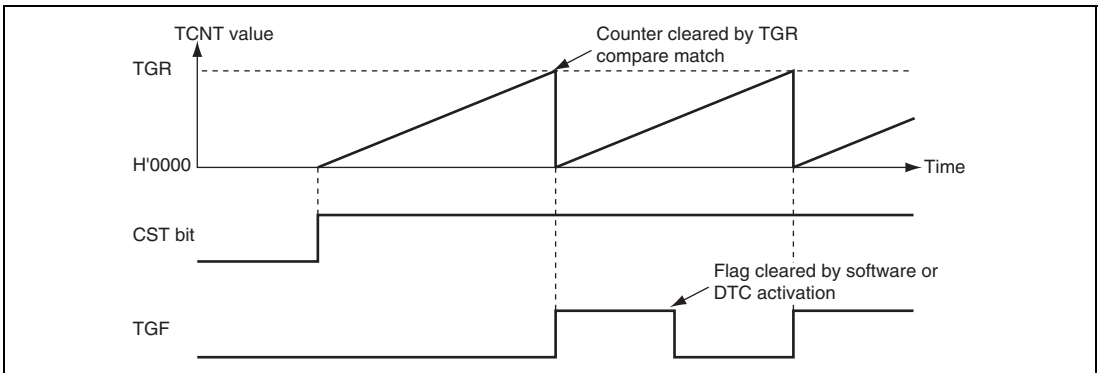 TCNT value
Counter cleared by TGR
compare match
TGR
H'0000
Time
CST bit
Flag cleared by software or
DTC activation
TGF